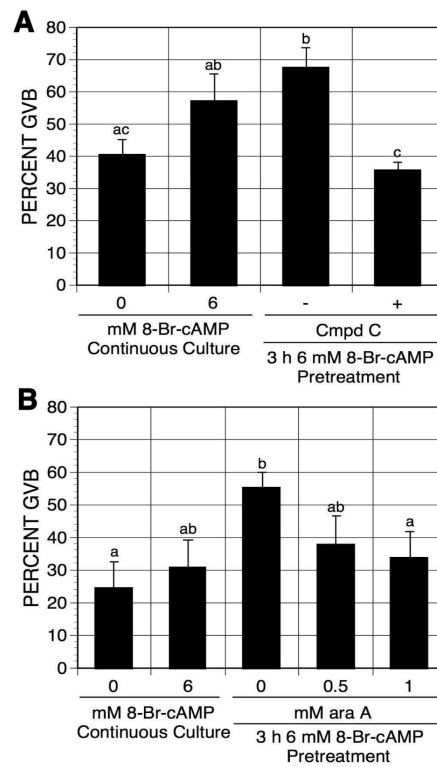 A
PERCENT GVB
80
70
60
50
40
30
20
10
0
ac
ab
b
c
0
6
-
+
mM 8-Br-cAMP
Continuous Culture
Cmpd C
3 h 6 mM 8-Br-cAMP
Pretreatment
B
PERCENT GVB
80
70
60
50
40
30
20
10
0
a
ab
b
ab
a
0
6
0
0.5
1
mM 8-Br-cAMP
Continuous Culture
mM ara A
3 h 6 mM 8-Br-cAMP
Pretreatment